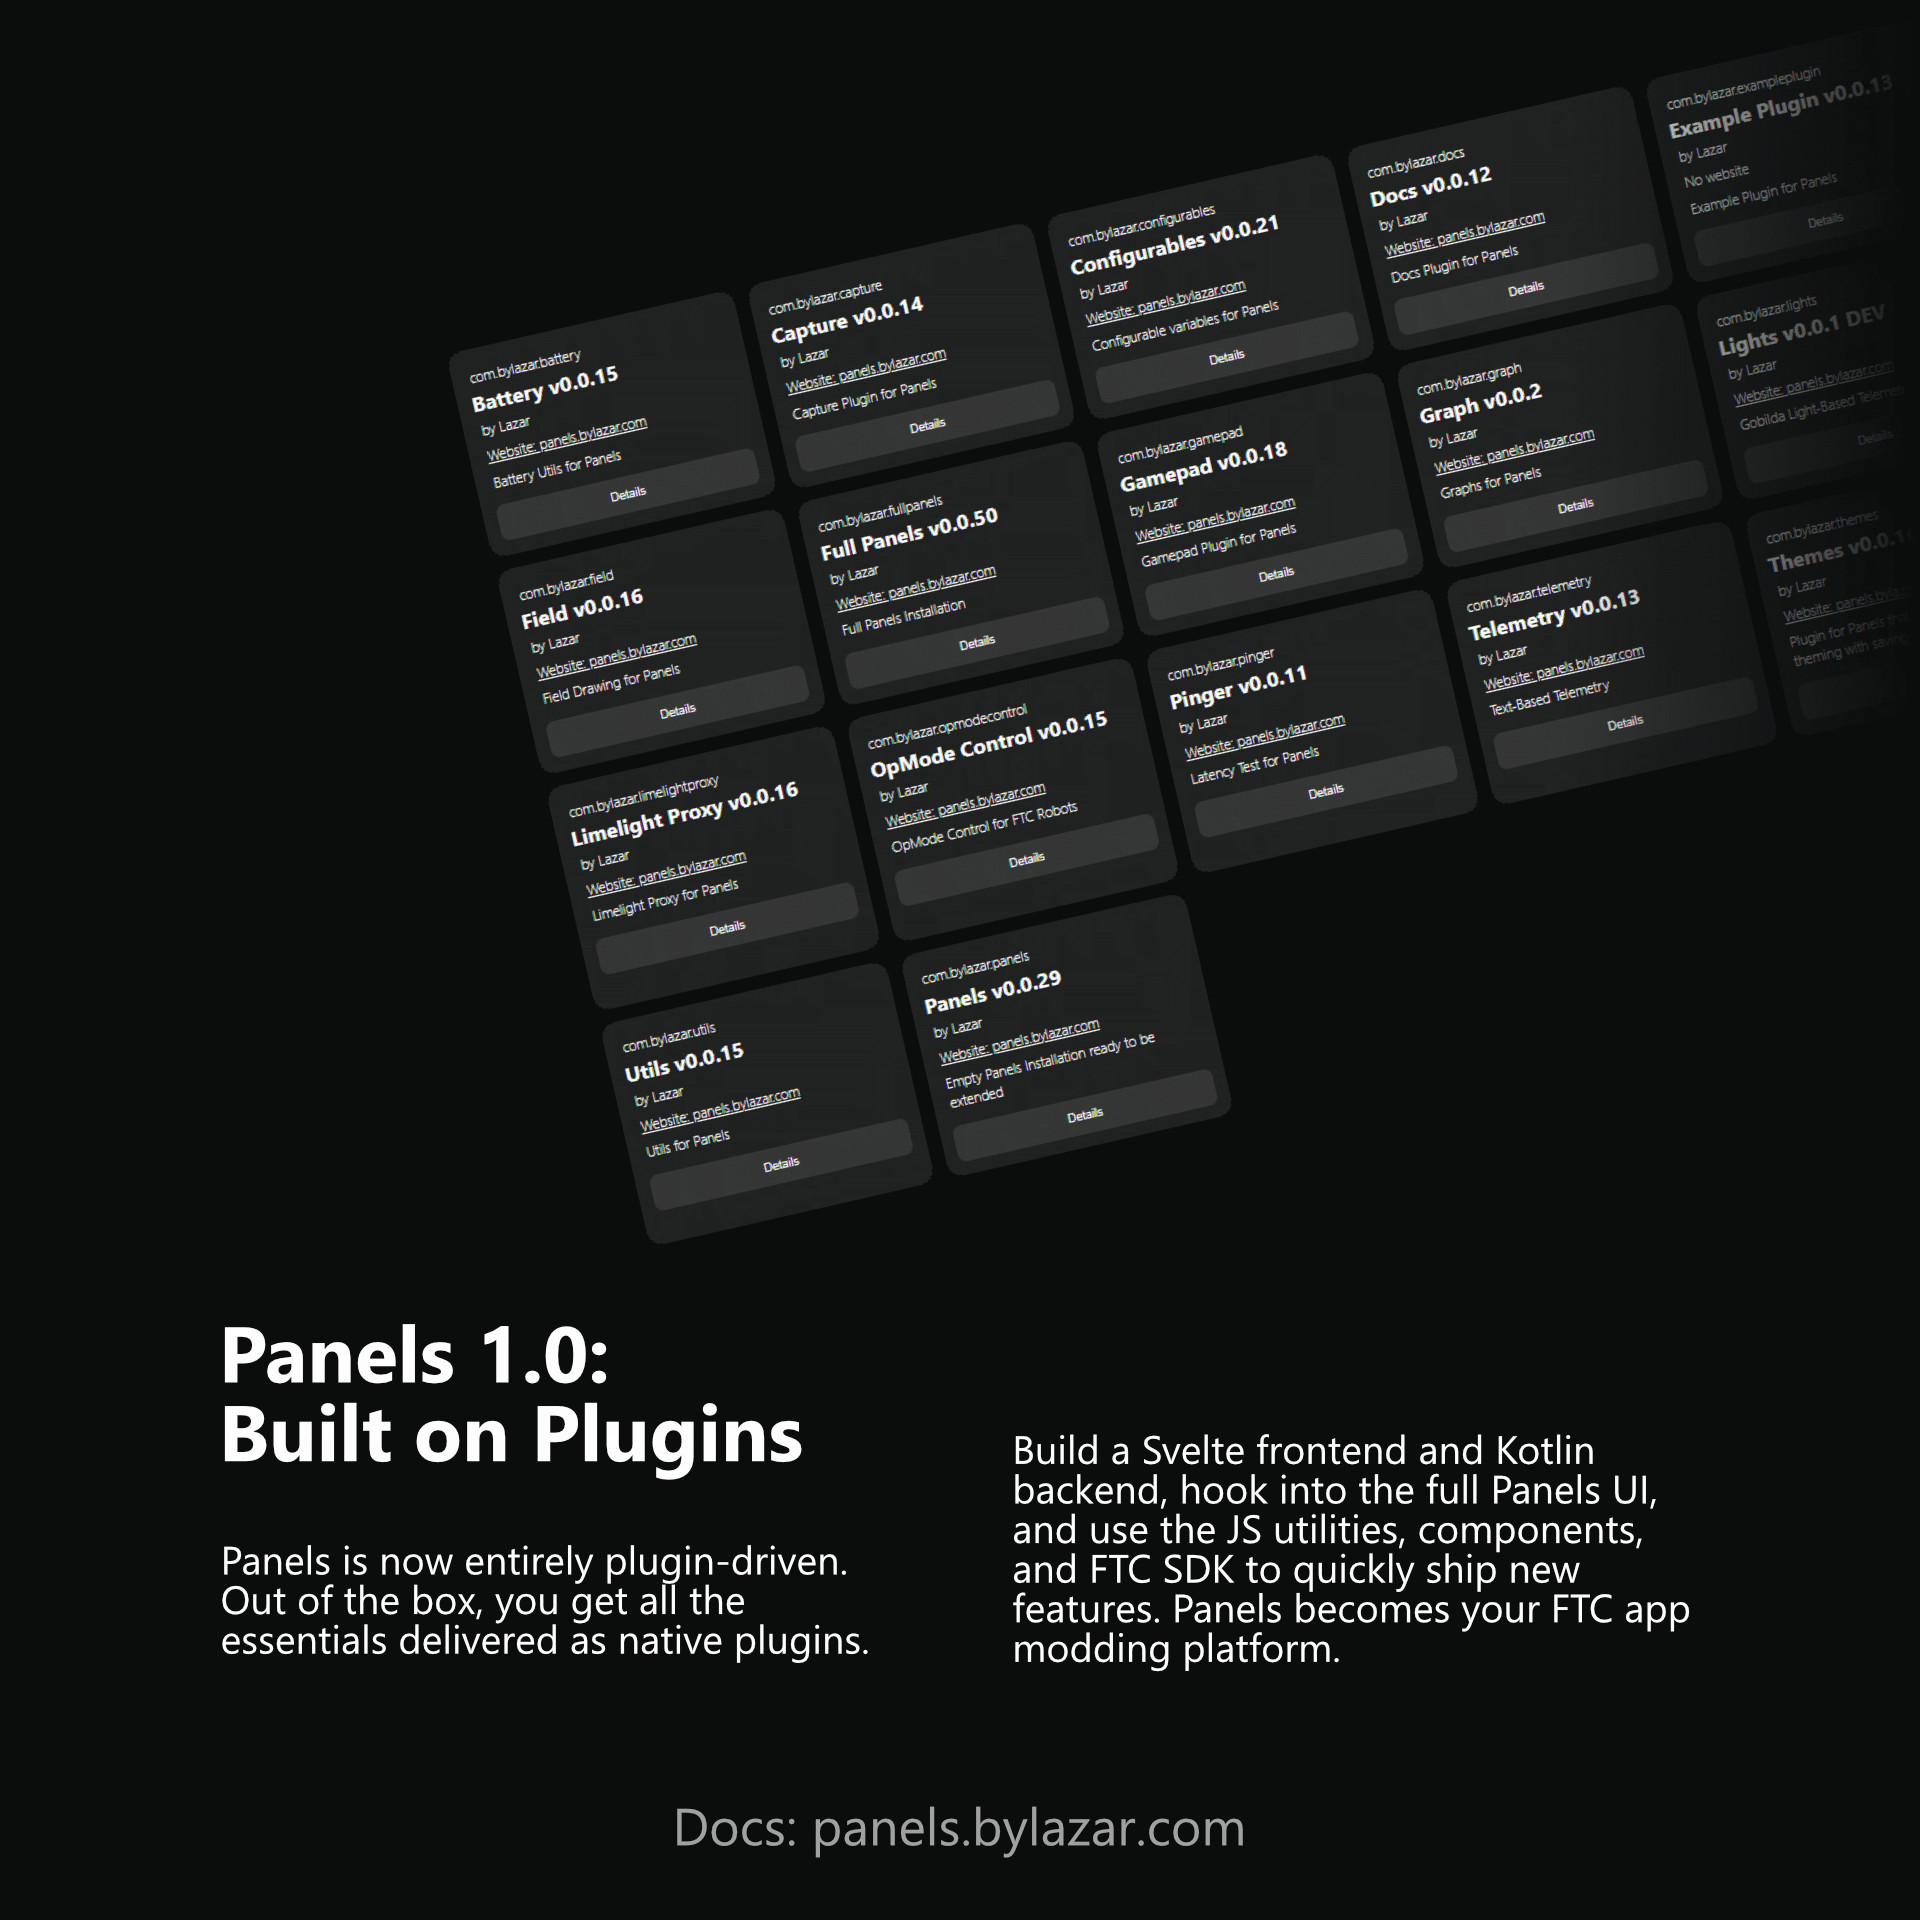 com.bylazar.battery
Battery v0.0.15
by Lazar
Website: panels.bylazar.com
Battery Utils for Panels
Details
com.bylazar.capture
Capture v0.0.14
by Lazar
Website: panels.bylazar.com
Capture Plugin for Panels
Details
com.bylazar.configurables
Configurables v0.0.21
by Lazar
Website: panels.bylazar.com
Configurable variables for Panels
Details
com.bylazar.docs
Docs v0.0.12
by Lazar
Website: panels.bylazar.com
Docs Plugin for Panels
Details
com.bylazar.exampleplugin
Example Plugin v0.0.13
by Lazar
No website
Example Plugin for Panels
Details
com.bylazar.field
Field v0.0.16
by Lazar
Website: panels.bylazar.com
Field Drawing for Panels
Details
com.bylazar.fullpanels
Full Panels v0.0.50
by Lazar
Website: panels.bylazar.com
Full Panels Installation
Details
com.bylazar.gamepad
Gamepad v0.0.18
by Lazar
Website: panels.bylazar.com
Gamepad Plugin for Panels
Details
com.bylazar.graph
Graph v0.0.2
by Lazar
Website: panels.bylazar.com
Graphs for Panels
Details
com.bylazar.lights
Lights v0.0.1 DEV
by Lazar
Website: panels.bylazar.com
Gobilda Light-Based
Details
com.bylazar.limelightproxy
Limelight Proxy v0.0.16
by Lazar
Website: panels.bylazar.com
Limelight Proxy for Panels
Details
com.bylazar.opmodecontrol
OpMode Control v0.0.15
by Lazar
Website: panels.bylazar.com
OpMode Control for FTC Robots
Details
com.bylazar.pinger
Pinger v0.0.11
by Lazar
Website: panels.bylazar.com
Latency Test for Panels
Details
com.bylazar.telemetry
Telemetry v0.0.13
by Lazar
Website: panels.bylazar.com
Text-Based Telemetry
Details
com.bylazar.themes
Themes
by Lazar
Website:
Plugin for Panels
theming with
com.bylazar.utils
Utils v0.0.15
by Lazar
Website: panels.bylazar.com
Utils for Panels
Details
com.bylazar.panels
Panels v0.0.29
by Lazar
Website: panels.bylazar.com
Empty Panels Installation ready to be
extended
Details
Panels 1.0:
Built on Plugins
Panels is now entirely plugin-driven.
Out of the box, you get all the
essentials delivered as native plugins.
Build a Svelte frontend and Kotlin
backend, hook into the full Panels UI,
and use the JS utilities, components,
and FTC SDK to quickly ship new
features. Panels becomes your FTC app
modding platform.
Docs: panels.bylazar.com